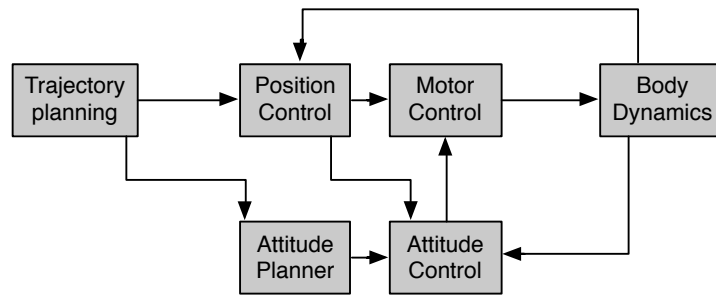 Trajectory
planning
Position
Control
Motor
Control
Body
Dynamics
Attitude
Planner
Attitude
Control